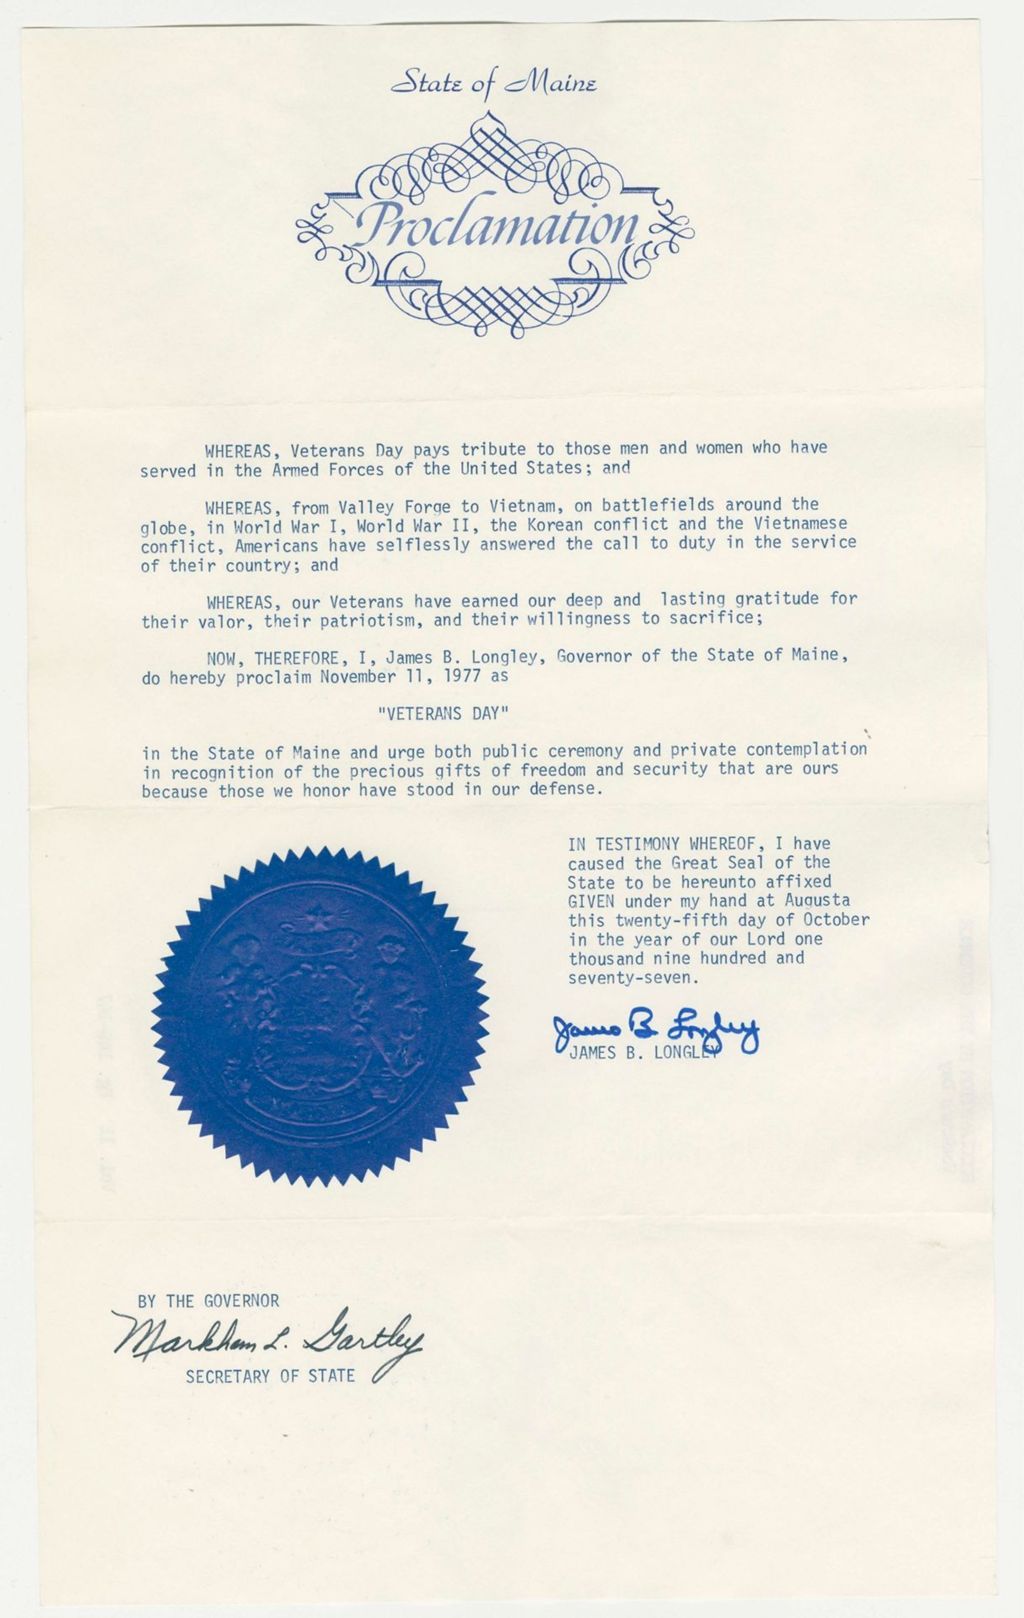 State of Maine
Proclamation
WHEREAS, Veterans Day pays tribute to those men and women who have
served in the Armed Forces of the United States; and
WHEREAS, from Valley Forge to Vietnam, on battlefields around the
globe, in World War I, World War II, the Korean conflict and the Vietnamese
conflict, Americans have selflessly answered the call to duty in the service
of their country; and
WHEREAS, our Veterans have earned our deep and lasting gratitude for
their valor, their patriotism, and their willingness to sacrifice;
NOW, THEREFORE, I, James B. Longley, Governor of the State of Maine,
do hereby proclaim November 11, 1977 as
"VETERANS DAY"
in the State of Maine and urge both public ceremony and private contemplation
in recognition of the precious gifts of freedom and security that are ours
because those we honor have stood in our defense.
IN TESTIMONY WHEREOF, I have
caused the Great Seal of the
State to be hereunto affixed
GIVEN under my hand at Augusta
this twenty-fifth day of October
in the year of our Lord one
thousand nine hundred and
seventy-seven.
James B. Longley
JAMES B. LONGLEY
BY THE GOVERNOR
Markham L. Gartley
SECRETARY OF STATE